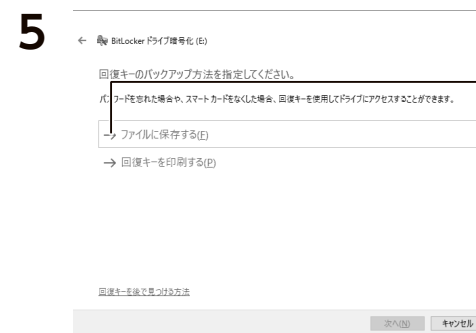 5
BitLocker ドライブ暗号化 (E:)
回復キーのバックアップ方法を指定してください。
パスワードを忘れた場合や、スマート カードをなくした場合、回復キーを使用してドライブにアクセスすることができます。
→ ファイルに保存する(F)
→ 回復キーを印刷する(P)
回復キーを後で見つける方法
次へ(N) キャンセル